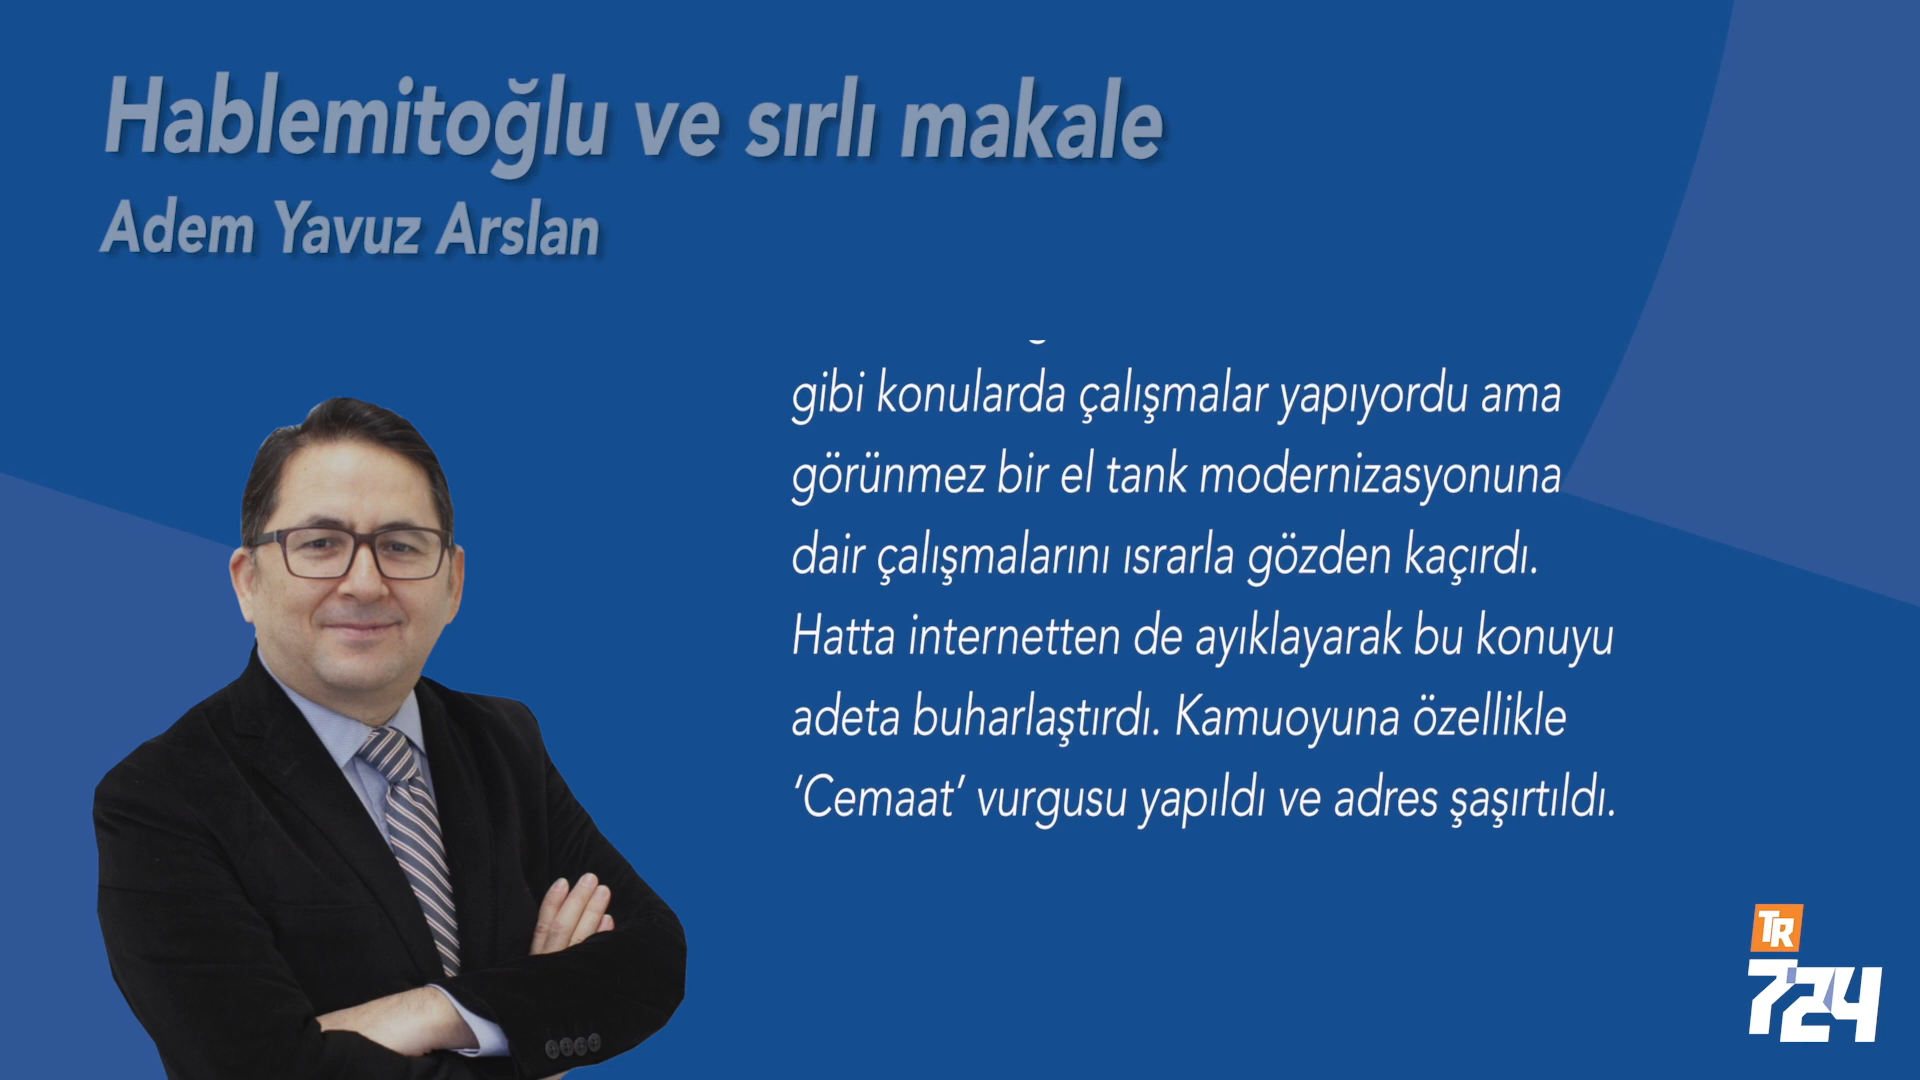 Hablemitoğlu ve sırlı makale
Adem Yavuz Arslan
gibi konularda çalışmalar yapıyordu ama
görünmez bir el tank modernizasyonuna
dair çalışmalarını ısrarla gözden kaçırdı.
Hatta internetten de ayıklayarak bu konuyu
adeta buharlaştırdı. Kamuoyuna özellikle
‘Cemaat’ vurgusu yapıldı ve adres şaşırtıldı.
TR
724